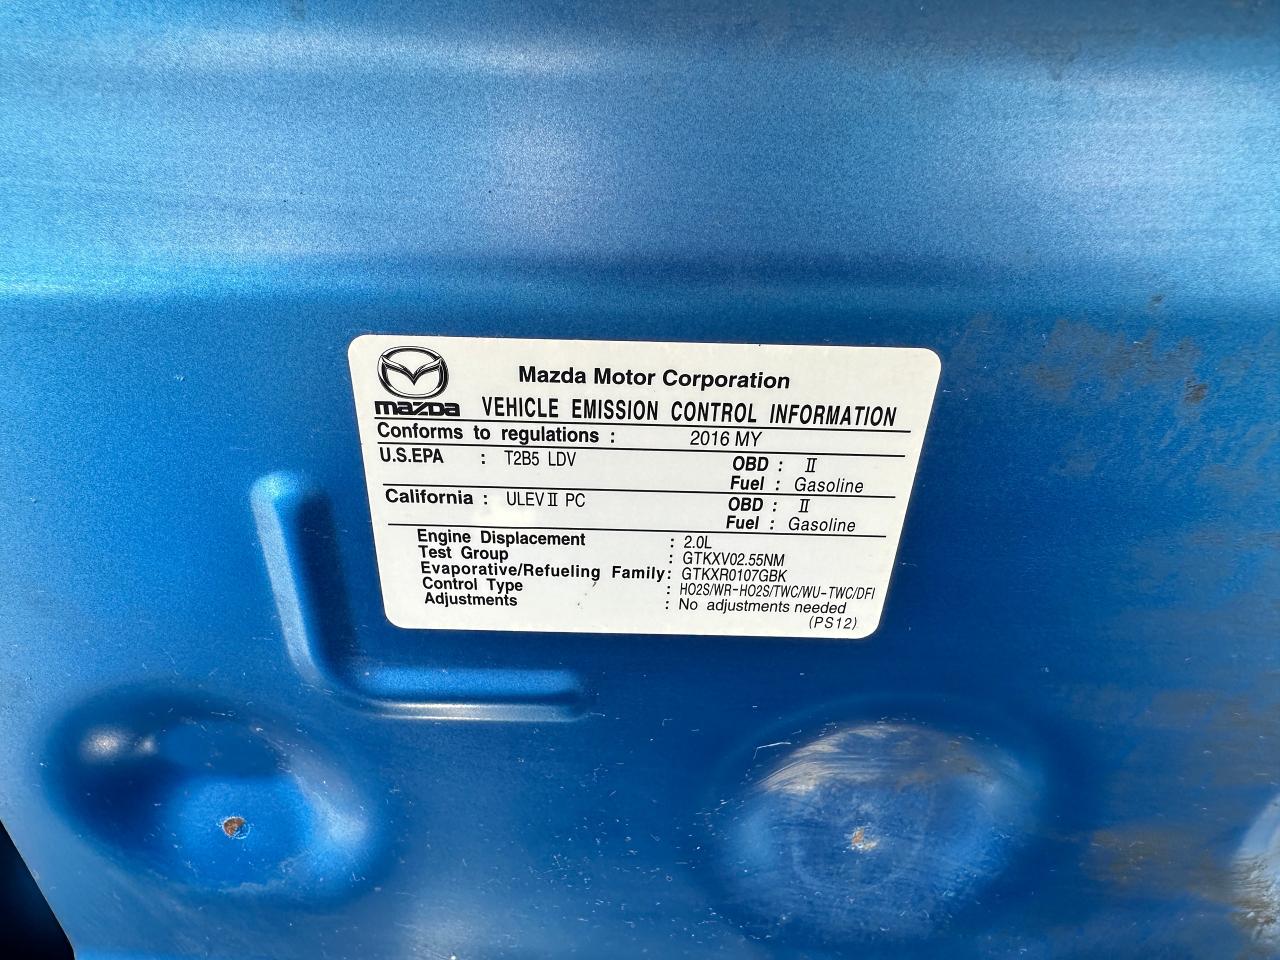 Mazda Motor Corporation
mazda VEHICLE EMISSION CONTROL INFORMATION
Conforms to regulations : 2016 MY
U.S.EPA : T2B5 LDV OBD : II
Fuel : Gasoline
California : ULEV II PC OBD : II
Fuel : Gasoline
Engine Displacement : 2.0L
Test Group : GTKXV02.55NM
Evaporative/Refueling Family : GTKXR0107GBK
Control Type : HO2S/WR-HO2S/TWC/WU-TWC/DFI
Adjustments : No adjustments needed
(PS12)